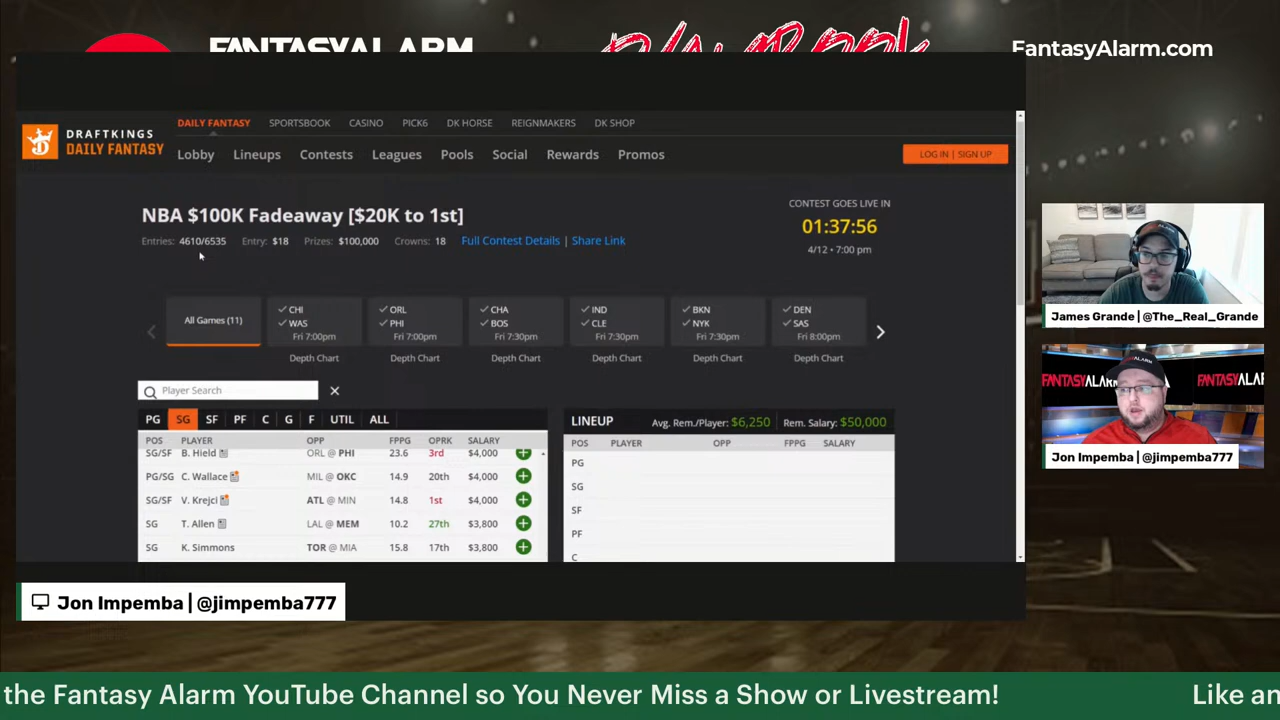 FANTASYALARM
PLAYBOOK
FantasyAlarm.com
DRAFTKINGS
DAILY FANTASY
DAILY FANTASY SPORTSBOOK CASINO PICK6 DK HORSE REIGNMAKERS DK SHOP
Lobby Lineups Contests Leagues Pools Social Rewards Promos
LOG IN | SIGN UP
NBA $100K Fadeaway [$20K to 1st]
Entries: 4610/6535 Entry: $18 Prizes: $100,000 Crowns: 18 Full Contest Details | Share Link
CONTEST GOES LIVE IN
01:37:56
4/12 • 7:00 pm
All Games (11)
CHI
WAS
Fri 7:00pm
Depth Chart
ORL
PHI
Fri 7:00pm
Depth Chart
CHA
BOS
Fri 7:30pm
Depth Chart
IND
CLE
Fri 7:30pm
Depth Chart
BKN
NYK
Fri 7:30pm
Depth Chart
DEN
SAS
Fri 8:00pm
Depth Chart
Player Search
PG SG SF PF C G F UTIL ALL
POS PLAYER OPP FPPG OPRK SALARY
SG/SF B. Hield ORL @ PHI 23.6 3rd $4,000
PG/SG C. Wallace MIL @ OKC 14.9 20th $4,000
SG/SF V. Krejci ATL @ MIN 14.8 1st $4,000
SG T. Allen LAL @ MEM 10.2 27th $3,800
SG K. Simmons TOR @ MIA 15.8 17th $3,800
LINEUP Avg. Rem./Player: $6,250 Rem. Salary: $50,000
POS PLAYER OPP FPPG SALARY
PG
SG
SF
PF
C
James Grande | @The_Real_Grande
FANTASYALARM
Jon Impemba | @jimpemba777
Jon Impemba | @jimpemba777
the Fantasy Alarm YouTube Channel so You Never Miss a Show or Livestream! Like an